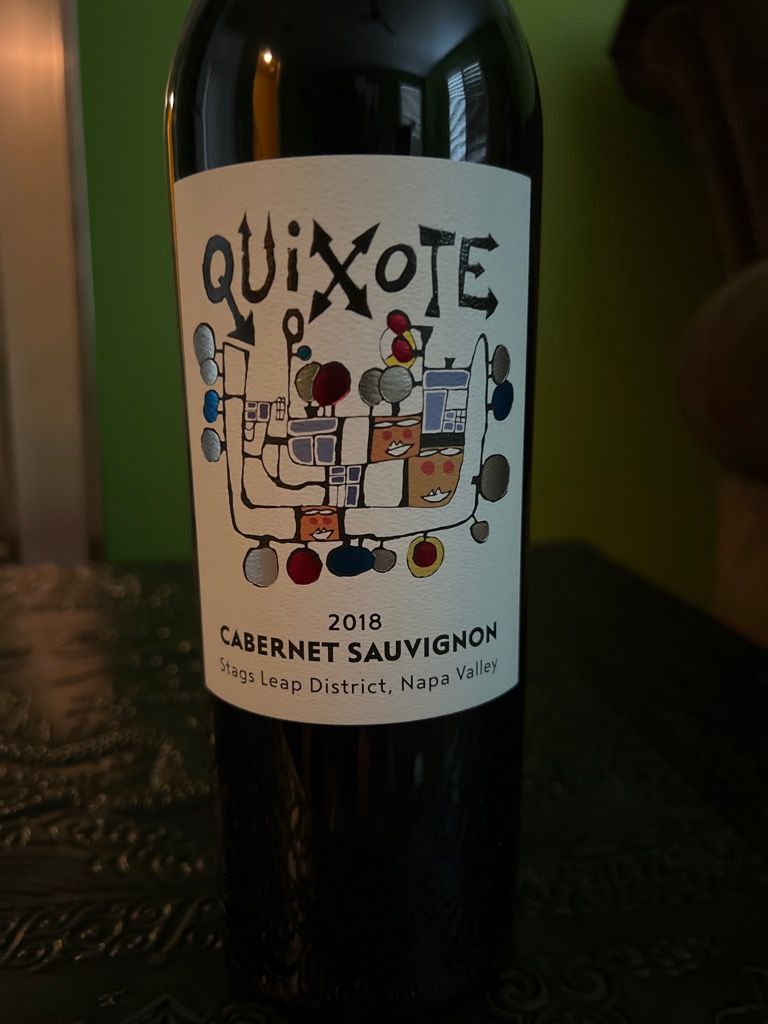 QUiXOTE
2018
CABERNET SAUVIGNON
Stags Leap District, Napa Valley